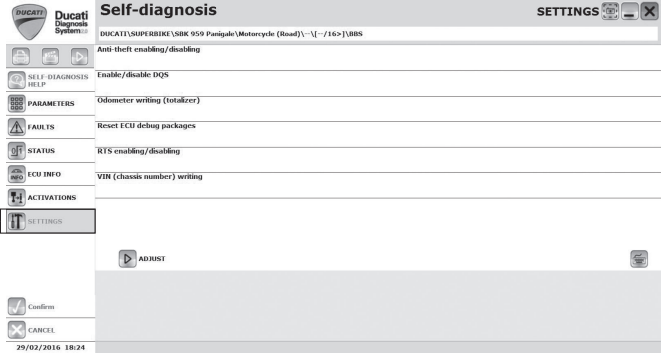 DUCATI
Ducati
Diagnosis
System2.0
Self-diagnosis
SETTINGS
DUCATI\SUPERBIKE\SBK 959 Panigale\Motorcycle (Road)\--\[--/16>]\BBS
SELF-DIAGNOSIS
HELP
PARAMETERS
FAULTS
STATUS
INFO
ECU INFO
ACTIVATIONS
SETTINGS
Anti-theft enabling/disabling
Enable/disable DQS
Odometer writing (totalizer)
Reset ECU debug packages
RTS enabling/disabling
VIN (chassis number) writing
ADJUST
Confirm
CANCEL
29/02/2016 18:24